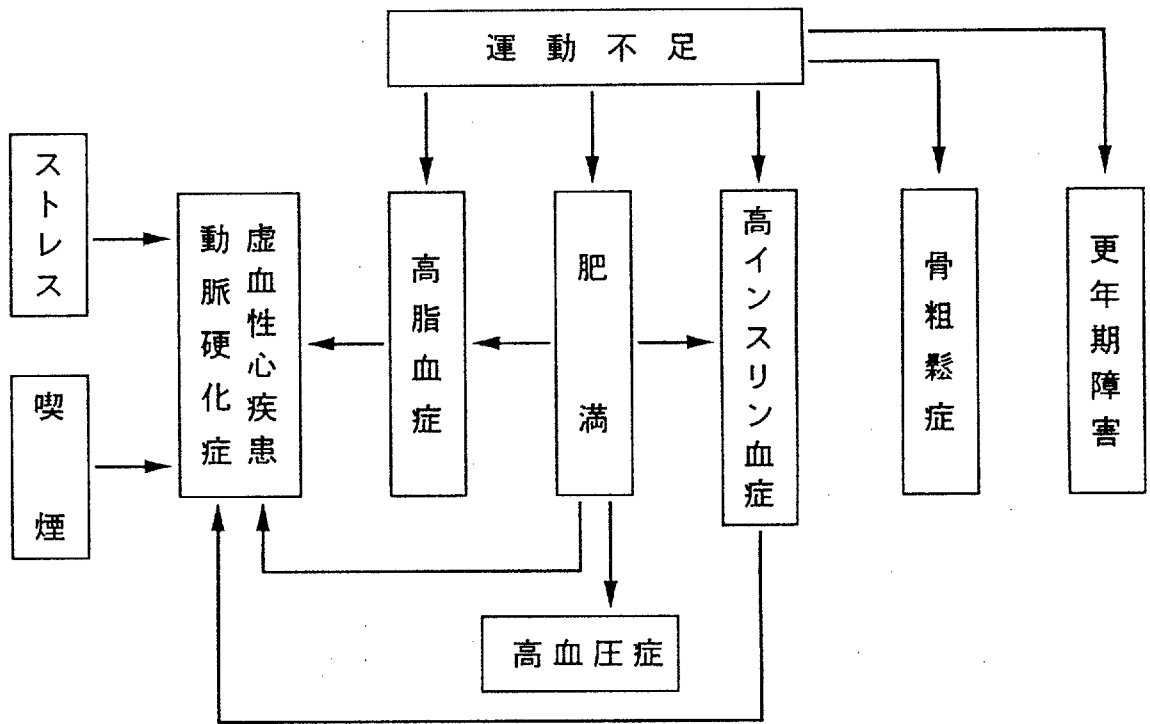 運動不足
ストレス
喫煙
虚血性心疾患
動脈硬化症
高脂血症
肥満
高インスリン血症
骨粗鬆症
更年期障害
高血圧症